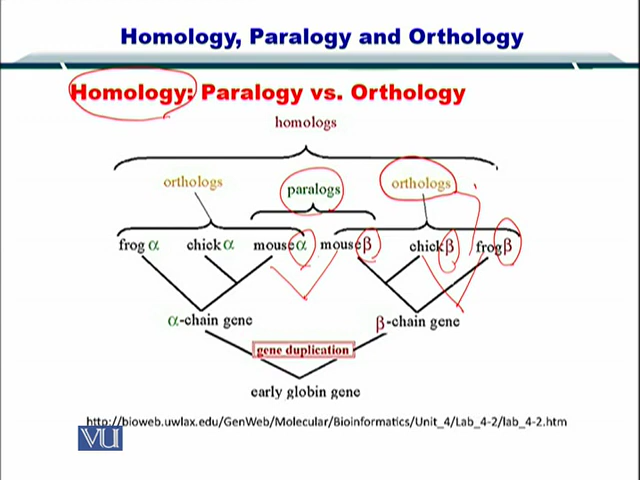 Homology, Paralogy and Orthology
Homology: Paralogy vs. Orthology
homologs
orthologs paralogs orthologs
frog α chick α mouse α mouse β chick β frog β
α-chain gene β-chain gene
gene duplication
early globin gene
http://bioweb.uwlax.edu/GenWeb/Molecular/Bioinformatics/Unit_4/Lab_4-2/lab_4-2.htm
VU